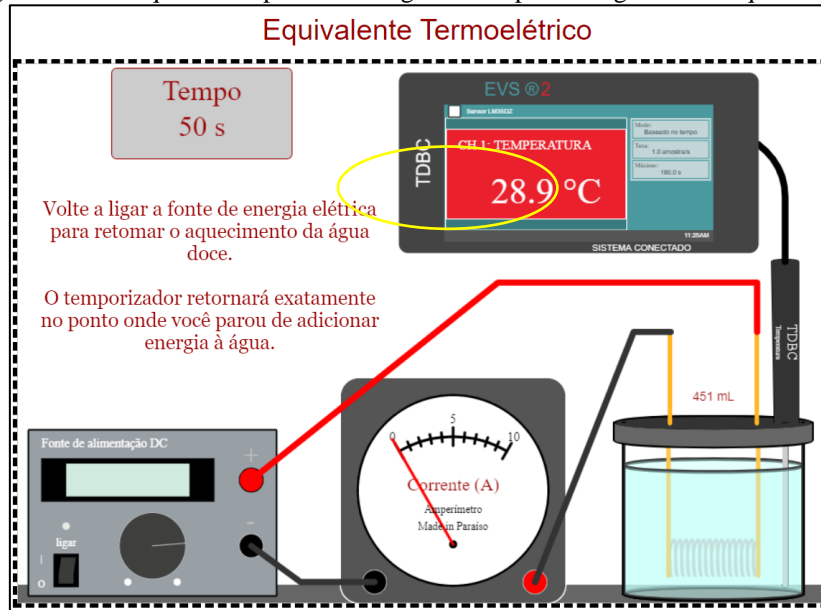 Equivalente Termoelétrico
Tempo
50 s
EVS ®2
Sensor LM35DZ
TDBC
CH 1: TEMPERATURA
28.9 °C
Modo:
Baseado no tempo
Taxa:
1.0 amostra/s
Máximo:
180.0 s
11:25AM
SISTEMA CONECTADO
Volte a ligar a fonte de energia elétrica
para retomar o aquecimento da água
doce.
O temporizador retornará exatamente
no ponto onde você parou de adicionar
energia à água.
TDBC
Temperatura
451 mL
Fonte de alimentação DC
+
-
ligar
I
O
0
5
10
Corrente (A)
Amperímetro
Made in Paraíso